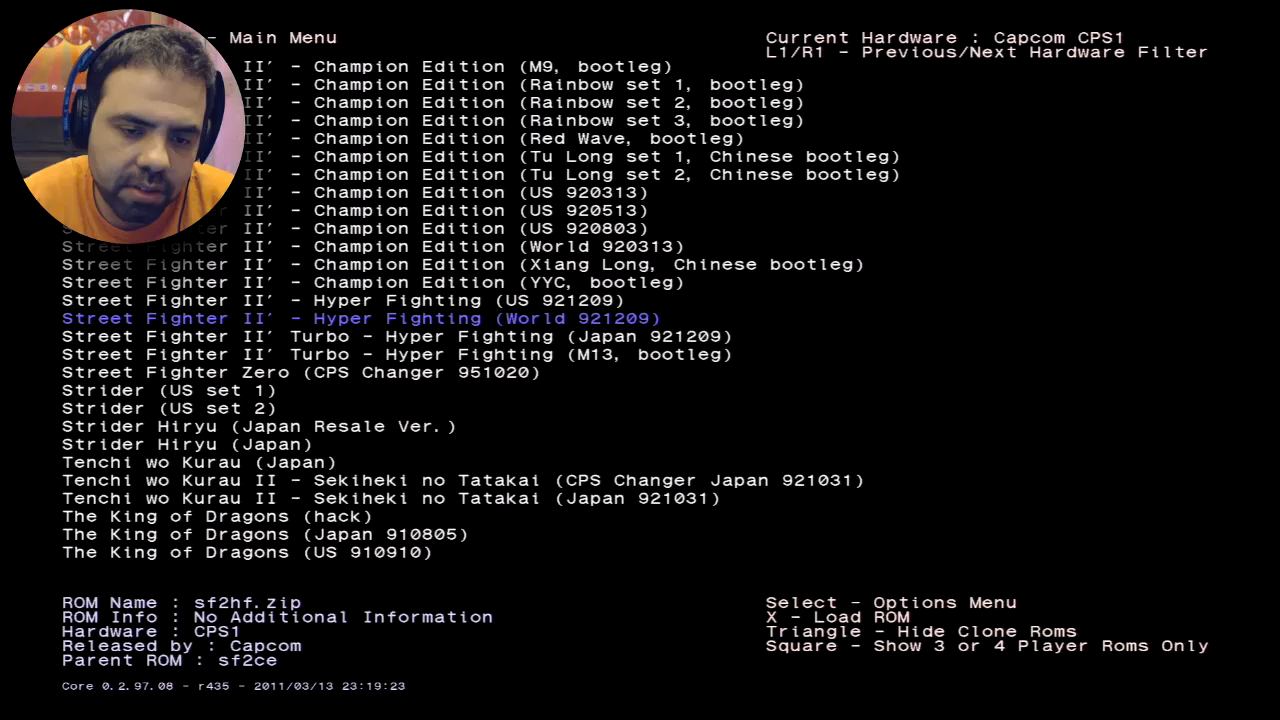 - Main Menu
Current Hardware : Capcom CPS1
L1/R1 - Previous/Next Hardware Filter
II' - Champion Edition (M9, bootleg)
II' - Champion Edition (Rainbow set 1, bootleg)
II' - Champion Edition (Rainbow set 2, bootleg)
II' - Champion Edition (Rainbow set 3, bootleg)
II' - Champion Edition (Red Wave, bootleg)
II' - Champion Edition (Tu Long set 1, Chinese bootleg)
II' - Champion Edition (Tu Long set 2, Chinese bootleg)
II' - Champion Edition (US 920313)
II' - Champion Edition (US 920513)
II' - Champion Edition (US 920803)
Street Fighter II' - Champion Edition (World 920313)
Street Fighter II' - Champion Edition (Xiang Long, Chinese bootleg)
Street Fighter II' - Champion Edition (YYC, bootleg)
Street Fighter II' - Hyper Fighting (US 921209)
Street Fighter II' - Hyper Fighting (World 921209)
Street Fighter II' Turbo - Hyper Fighting (Japan 921209)
Street Fighter II' Turbo - Hyper Fighting (M13, bootleg)
Street Fighter Zero (CPS Changer 951020)
Strider (US set 1)
Strider (US set 2)
Strider Hiryu (Japan Resale Ver.)
Strider Hiryu (Japan)
Tenchi wo Kurau (Japan)
Tenchi wo Kurau II - Sekiheki no Tatakai (CPS Changer Japan 921031)
Tenchi wo Kurau II - Sekiheki no Tatakai (Japan 921031)
The King of Dragons (hack)
The King of Dragons (Japan 910805)
The King of Dragons (US 910910)
ROM Name : sf2hf.zip
ROM Info : No Additional Information
Hardware : CPS1
Released by : Capcom
Parent ROM : sf2ce
Select - Options Menu
X - Load ROM
Triangle - Hide Clone Roms
Square - Show 3 or 4 Player Roms Only
Core 0.2.97.08 - r435 - 2011/03/13 23:19:23